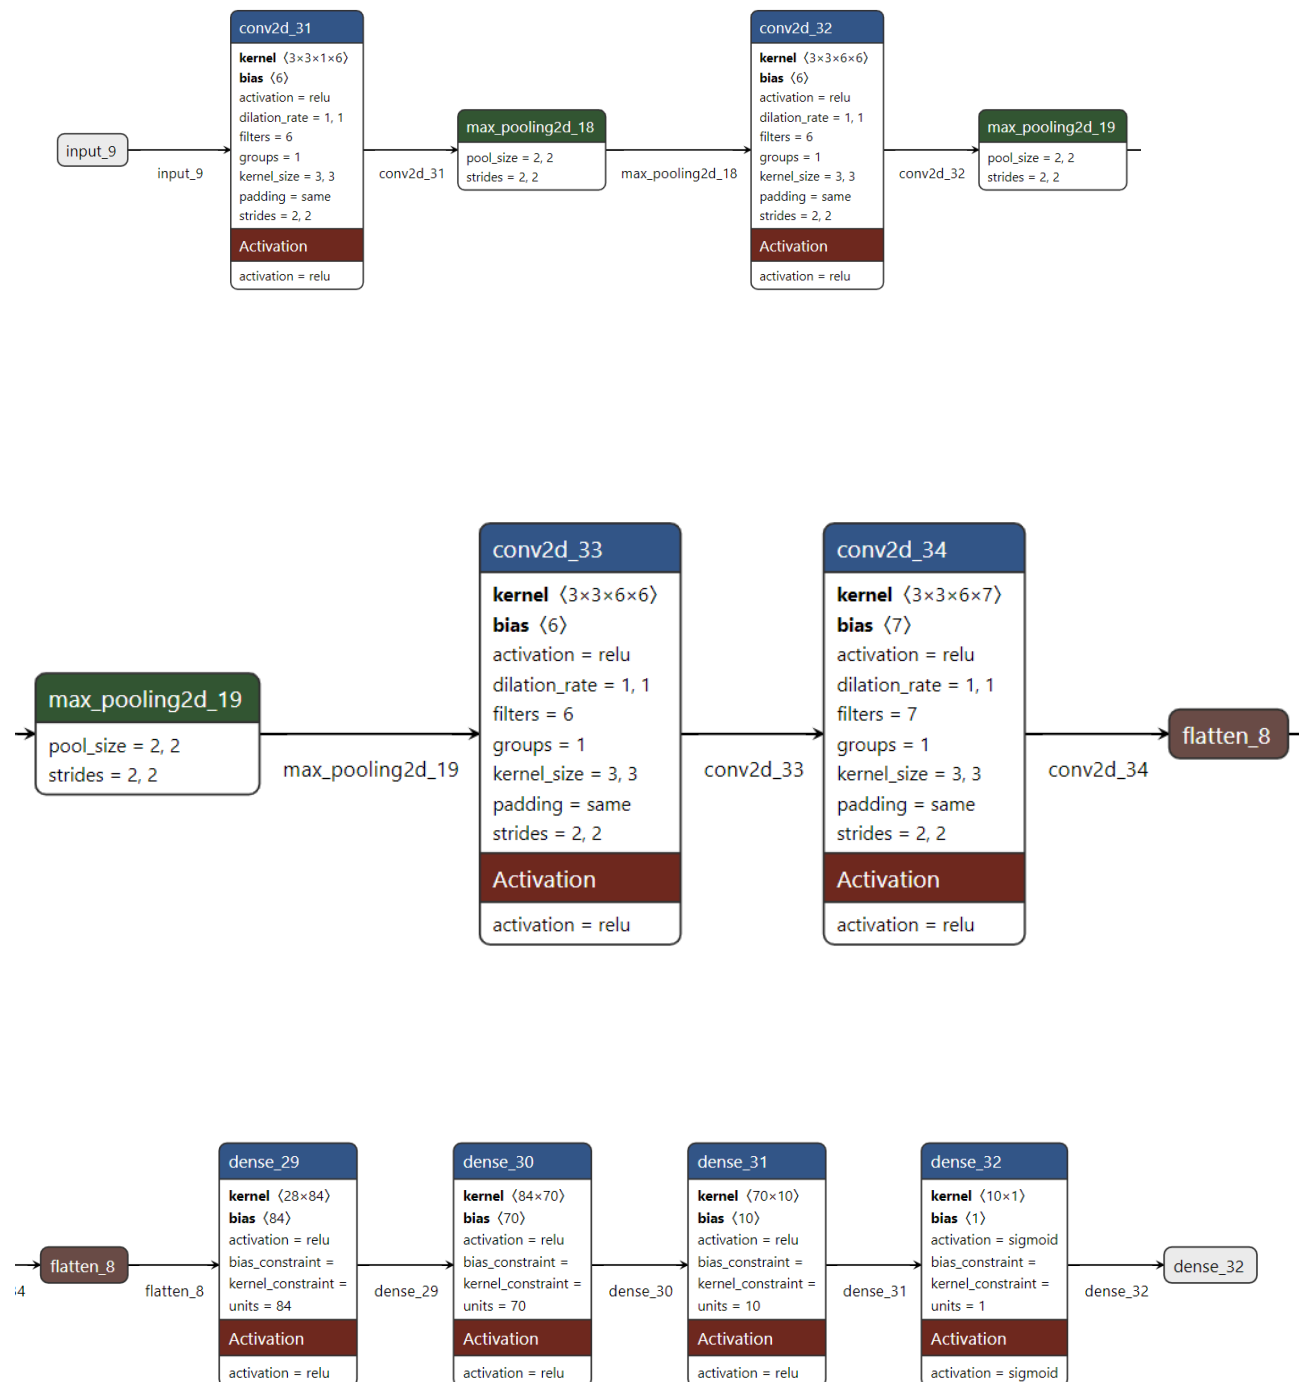 input_9
input_9
conv2d_31
kernel 〈3×3×1×6〉
bias 〈6〉
activation = relu
dilation_rate = 1, 1
filters = 6
groups = 1
kernel_size = 3, 3
padding = same
strides = 2, 2
Activation
activation = relu
conv2d_31
max_pooling2d_18
pool_size = 2, 2
strides = 2, 2
max_pooling2d_18
conv2d_32
kernel 〈3×3×6×6〉
bias 〈6〉
activation = relu
dilation_rate = 1, 1
filters = 6
groups = 1
kernel_size = 3, 3
padding = same
strides = 2, 2
Activation
activation = relu
conv2d_32
max_pooling2d_19
pool_size = 2, 2
strides = 2, 2
max_pooling2d_19
pool_size = 2, 2
strides = 2, 2
max_pooling2d_19
conv2d_33
kernel 〈3×3×6×6〉
bias 〈6〉
activation = relu
dilation_rate = 1, 1
filters = 6
groups = 1
kernel_size = 3, 3
padding = same
strides = 2, 2
Activation
activation = relu
conv2d_33
conv2d_34
kernel 〈3×3×6×7〉
bias 〈7〉
activation = relu
dilation_rate = 1, 1
filters = 7
groups = 1
kernel_size = 3, 3
padding = same
strides = 2, 2
Activation
activation = relu
conv2d_34
flatten_8
34
flatten_8
flatten_8
dense_29
kernel 〈28×84〉
bias 〈84〉
activation = relu
bias_constraint =
kernel_constraint =
units = 84
Activation
activation = relu
dense_29
dense_30
kernel 〈84×70〉
bias 〈70〉
activation = relu
bias_constraint =
kernel_constraint =
units = 70
Activation
activation = relu
dense_30
dense_31
kernel 〈70×10〉
bias 〈10〉
activation = relu
bias_constraint =
kernel_constraint =
units = 10
Activation
activation = relu
dense_31
dense_32
kernel 〈10×1〉
bias 〈1〉
activation = sigmoid
bias_constraint =
kernel_constraint =
units = 1
Activation
activation = sigmoid
dense_32
dense_32